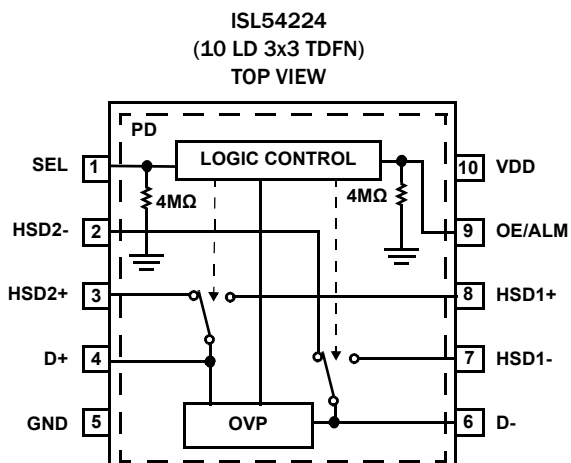 ISL54224
(10 LD 3x3 TDFN)
TOP VIEW
PD
LOGIC CONTROL
SEL 1
10 VDD
4MΩ
4MΩ
HSD2- 2
9 OE/ALM
HSD2+ 3
8 HSD1+
D+ 4
7 HSD1-
GND 5
OVP
6 D-